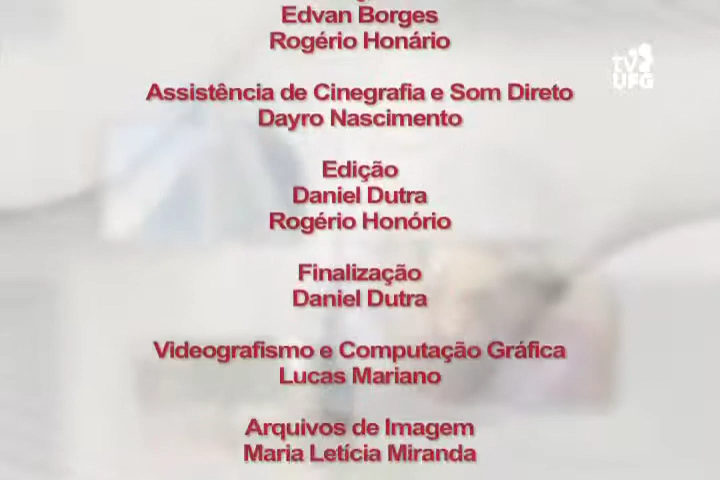 Edvan Borges
Rogério Honário
tv
UFG
Assistência de Cinegrafia e Som Direto
Dayro Nascimento
Edição
Daniel Dutra
Rogério Honório
Finalização
Daniel Dutra
Videografismo e Computação Gráfica
Lucas Mariano
Arquivos de Imagem
Maria Letícia Miranda